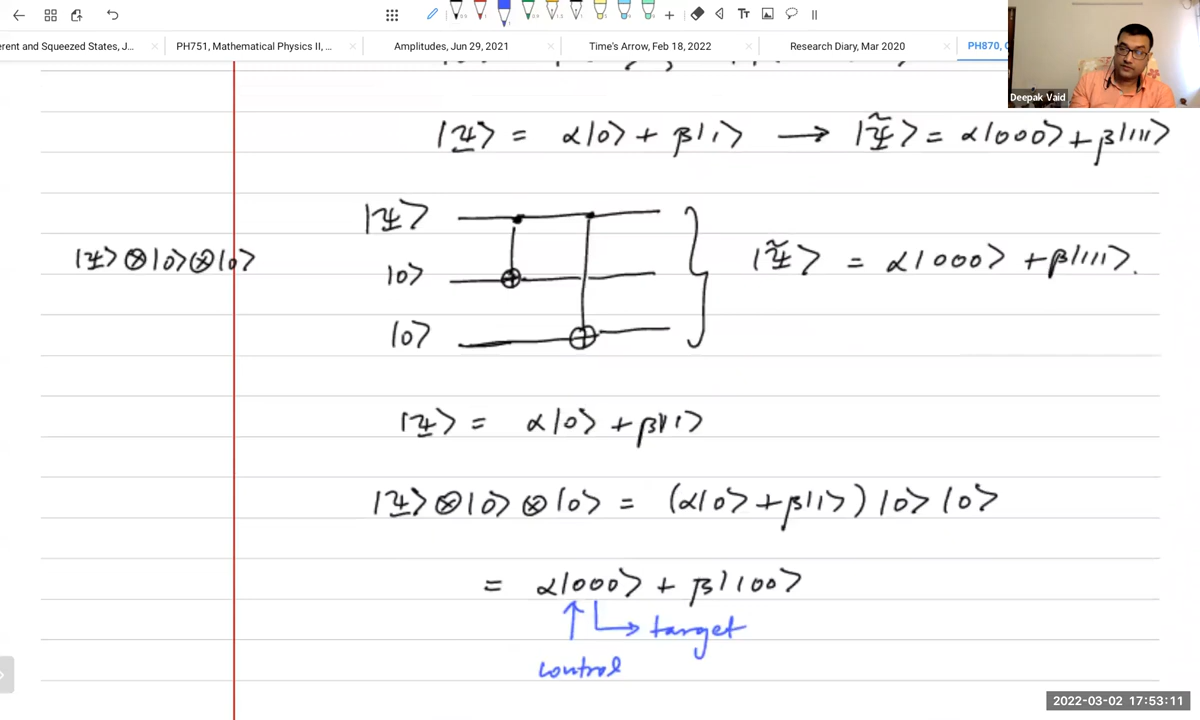 erent and Squeezed States, J... × PH751, Mathematical Physics II, ... × Amplitudes, Jun 29, 2021 × Time's Arrow, Feb 18, 2022 × Research Diary, Mar 2020 × PH870,
Deepak Vaid
|Ψ⟩ = α|0⟩ + β|1⟩ → |Ψ̃⟩ = α|000⟩ + β|111⟩
|Ψ⟩
|Ψ⟩⊗|0⟩⊗|0⟩ |0⟩ |Ψ̃⟩ = α|000⟩ + β|111⟩.
|0⟩
|Ψ⟩ = α|0⟩ + β|1⟩
|Ψ⟩⊗|0⟩⊗|0⟩ = (α|0⟩ + β|1⟩)|0⟩|0⟩
= α|000⟩ + β|100⟩
target
control
2022-03-02 17:53:11